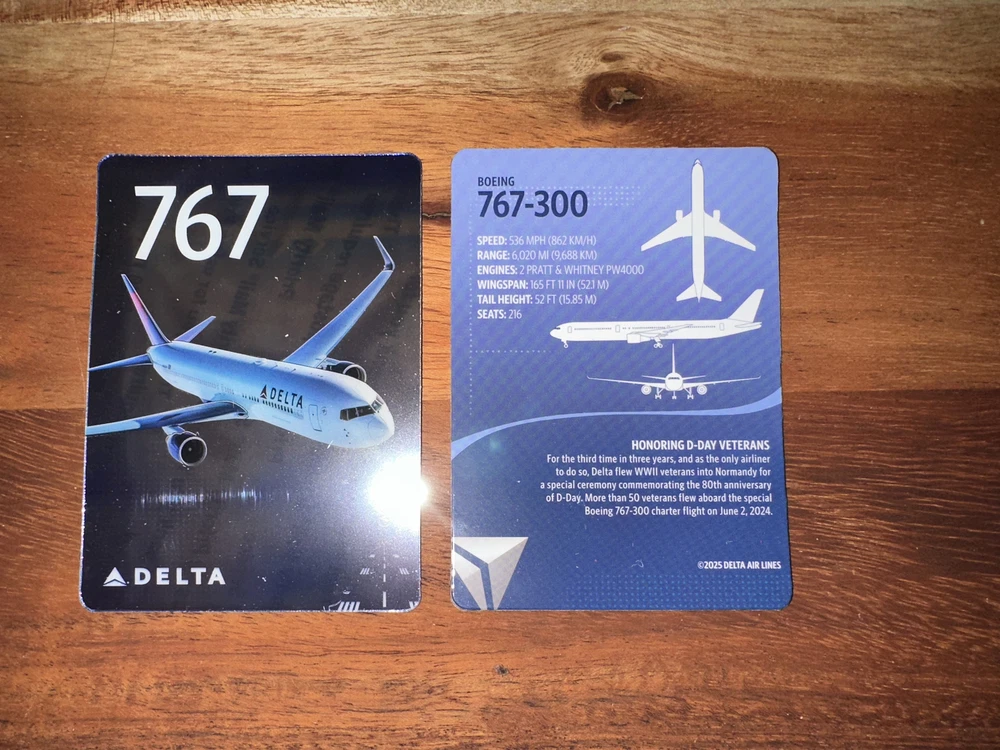 767
DELTA
DELTA
BOEING
767-300
SPEED: 536 MPH (862 KM/H)
RANGE: 6,020 MI (9,688 KM)
ENGINES: 2 PRATT & WHITNEY PW4000
WINGSPAN: 165 FT 11 IN (52.1 M)
TAIL HEIGHT: 52 FT (15.85 M)
SEATS: 216
HONORING D-DAY VETERANS
For the third time in three years, and as the only airliner
to do so, Delta flew WWII veterans into Normandy for
a special ceremony commemorating the 80th anniversary
of D-Day. More than 50 veterans flew aboard the special
Boeing 767-300 charter flight on June 2, 2024.
©2025 DELTA AIR LINES